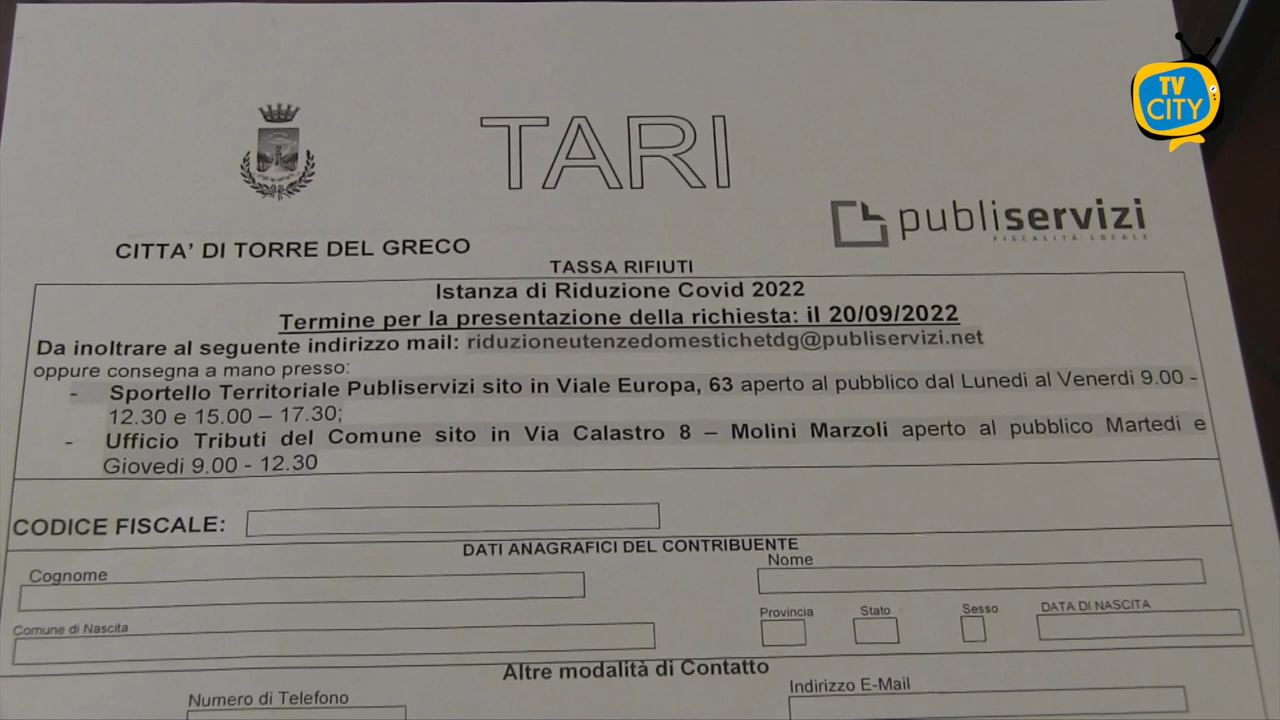 TV
CITY
TARI
publiservizi
FISCALITÀ LOCALE
CITTA' DI TORRE DEL GRECO
TASSA RIFIUTI
Istanza di Riduzione Covid 2022
Termine per la presentazione della richiesta: il 20/09/2022
Da inoltrare al seguente indirizzo mail: riduzioneutenzedomestichetdg@publiservizi.net
oppure consegna a mano presso:
- Sportello Territoriale Publiservizi sito in Viale Europa, 63 aperto al pubblico dal Lunedi al Venerdi 9.00 -
12.30 e 15.00 – 17.30;
- Ufficio Tributi del Comune sito in Via Calastro 8 – Molini Marzoli aperto al pubblico Martedi e
Giovedi 9.00 - 12.30
CODICE FISCALE:
DATI ANAGRAFICI DEL CONTRIBUENTE
Cognome
Nome
Comune di Nascita
Provincia
Stato
Sesso
DATA DI NASCITA
Altre modalità di Contatto
Numero di Telefono
Indirizzo E-Mail